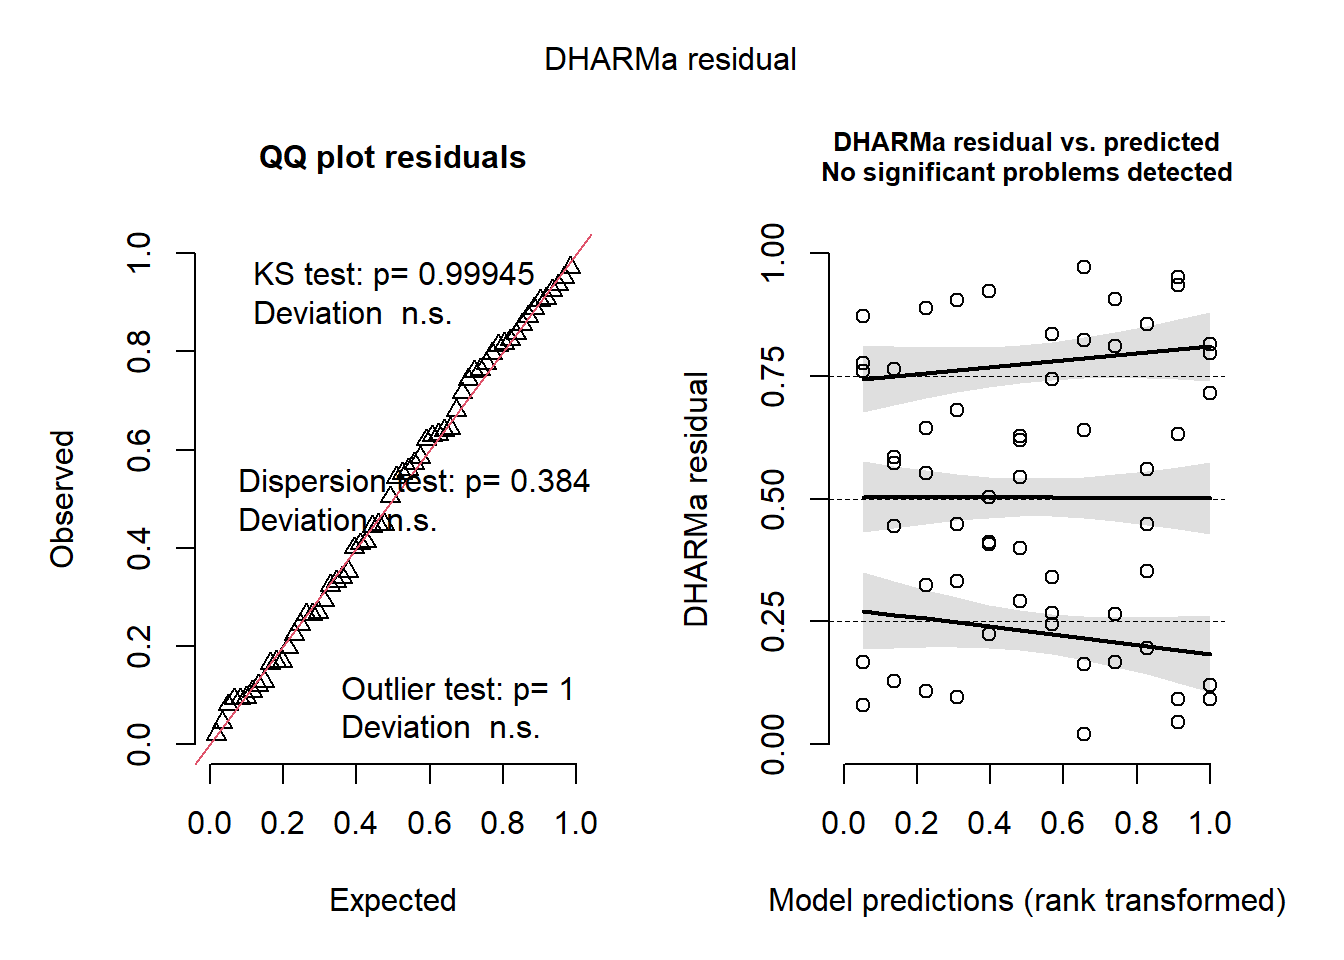 DHARMa residual
QQ plot residuals
KS test: p= 0.99945
Deviation  n.s.
Dispersion test: p= 0.384
Deviation n.s.
Outlier test: p= 1
Deviation  n.s.
Observed
0.0 0.2 0.4 0.6 0.8 1.0
0.0 0.2 0.4 0.6 0.8 1.0
Expected
DHARMa residual vs. predicted
No significant problems detected
DHARMa residual
0.00 0.25 0.50 0.75 1.00
0.0 0.2 0.4 0.6 0.8 1.0
Model predictions (rank transformed)